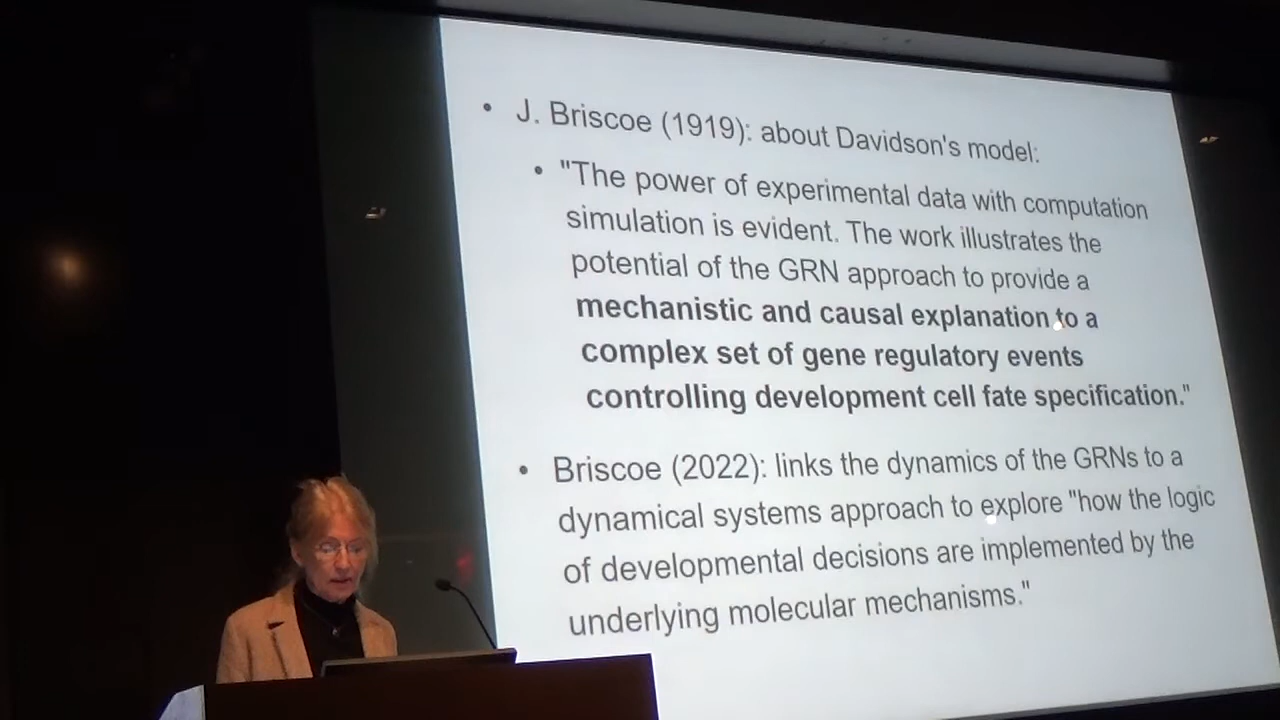 • J. Briscoe (1919): about Davidson's model:
• "The power of experimental data with computation
simulation is evident. The work illustrates the
potential of the GRN approach to provide a
mechanistic and causal explanation to a
complex set of gene regulatory events
controlling development cell fate specification."
• Briscoe (2022): links the dynamics of the GRNs to a
dynamical systems approach to explore "how the logic
of developmental decisions are implemented by the
underlying molecular mechanisms."